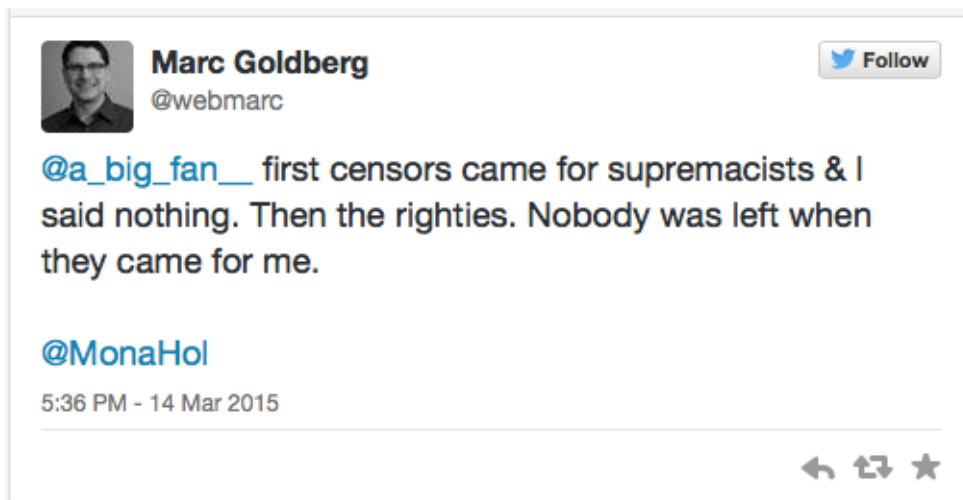 Marc Goldberg
Follow
@webmarc
@a_big_fan__ first censors came for supremacists & I
said nothing. Then the righties. Nobody was left when
they came for me.
@MonaHol
5:36 PM - 14 Mar 2015